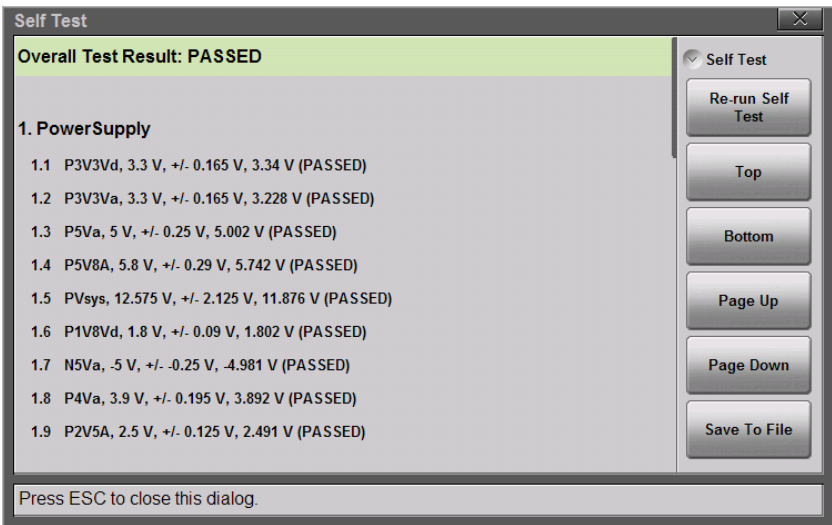 Self Test
Overall Test Result: PASSED
1. PowerSupply
1.1 P3V3Vd, 3.3 V, +/- 0.165 V, 3.34 V (PASSED)
1.2 P3V3Va, 3.3 V, +/- 0.165 V, 3.228 V (PASSED)
1.3 P5Va, 5 V, +/- 0.25 V, 5.002 V (PASSED)
1.4 P5V8A, 5.8 V, +/- 0.29 V, 5.742 V (PASSED)
1.5 PVsys, 12.575 V, +/- 2.125 V, 11.876 V (PASSED)
1.6 P1V8Vd, 1.8 V, +/- 0.09 V, 1.802 V (PASSED)
1.7 N5Va, -5 V, +/- -0.25 V, -4.981 V (PASSED)
1.8 P4Va, 3.9 V, +/- 0.195 V, 3.892 V (PASSED)
1.9 P2V5A, 2.5 V, +/- 0.125 V, 2.491 V (PASSED)
Self Test
Re-run Self
Test
Top
Bottom
Page Up
Page Down
Save To File
Press ESC to close this dialog.